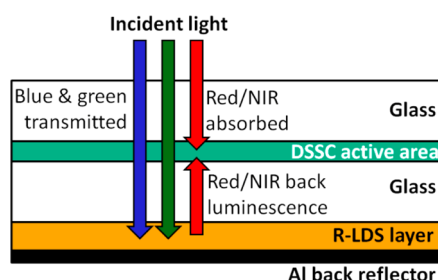 Incident light
Blue & green
transmitted
Red/NIR
absorbed
Glass
DSSC active area
Red/NIR back
luminescence
Glass
R-LDS layer
Al back reflector